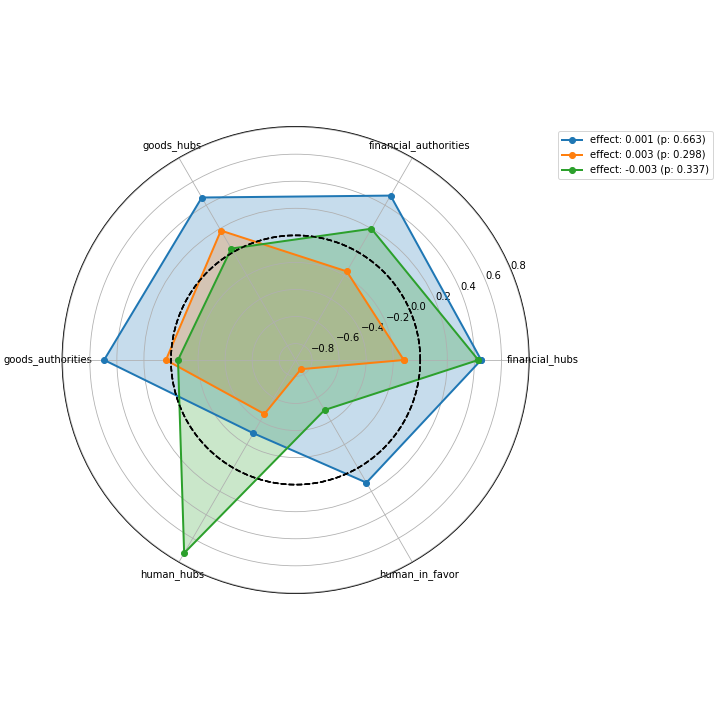 effect: 0.001 (p: 0.663)
effect: 0.003 (p: 0.298)
effect: -0.003 (p: 0.337)
goods_hubs
financial_authorities
0.8
0.6
0.4
0.2
0.0
−0.2
−0.4
−0.6
−0.8
goods_authorities
financial_hubs
human_hubs
human_in_favor